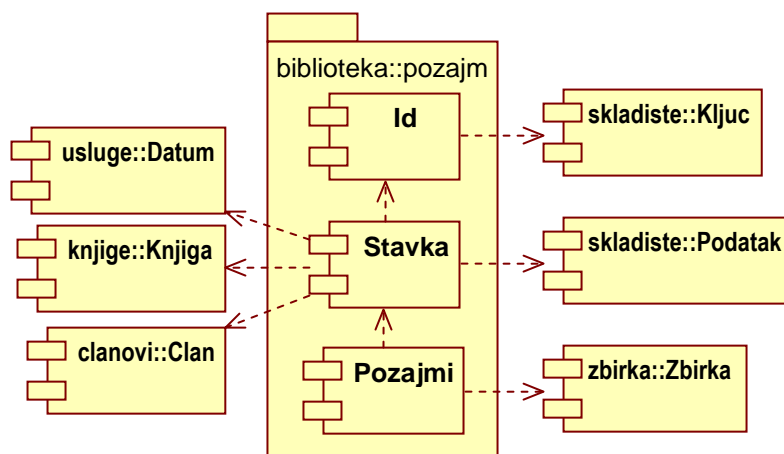 biblioteka::pozajm
Id
skladiste::Kljuc
usluge::Datum
knjige::Knjiga
Stavka
skladiste::Podatak
clanovi::Clan
Pozajmi
zbirka::Zbirka